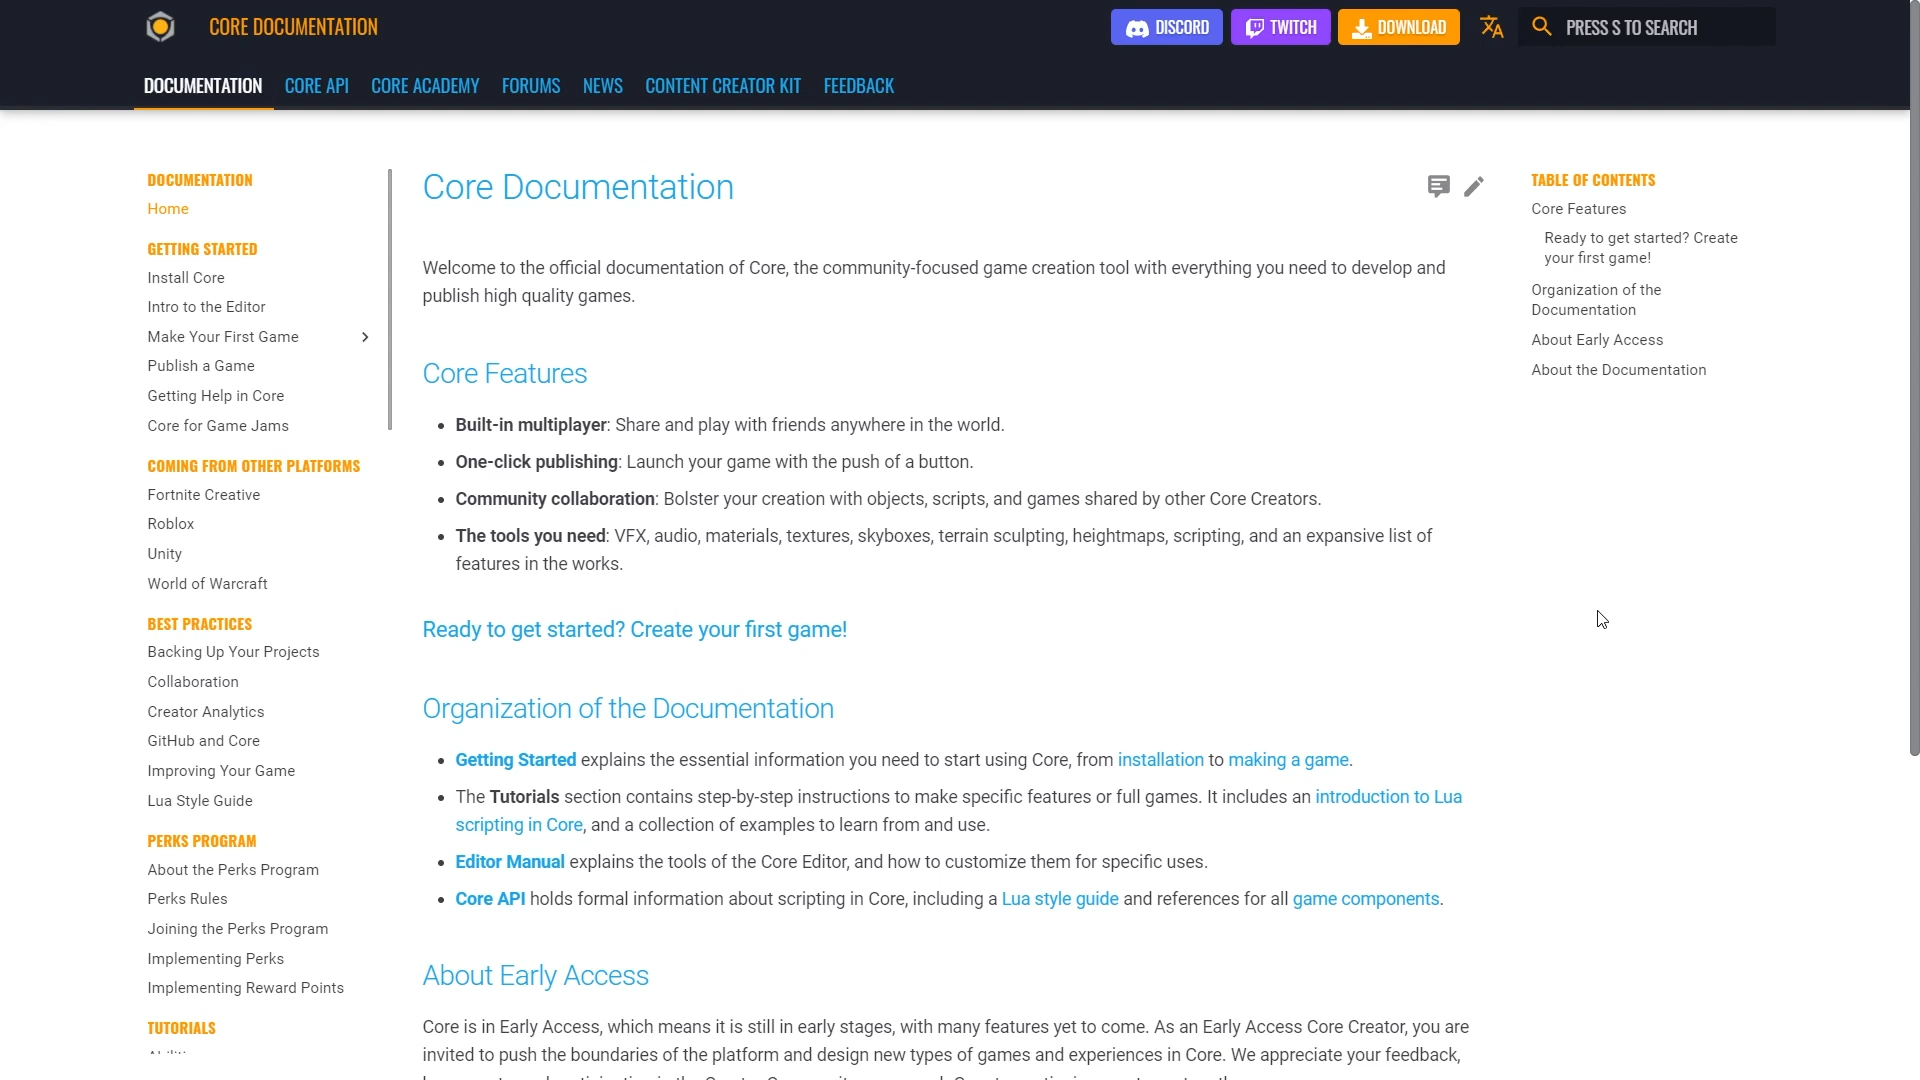 CORE DOCUMENTATION
DISCORD
TWITCH
DOWNLOAD
PRESS S TO SEARCH
DOCUMENTATION
CORE API
CORE ACADEMY
FORUMS
NEWS
CONTENT CREATOR KIT
FEEDBACK
DOCUMENTATION
Home
GETTING STARTED
Install Core
Intro to the Editor
Make Your First Game
Publish a Game
Getting Help in Core
Core for Game Jams
COMING FROM OTHER PLATFORMS
Fortnite Creative
Roblox
Unity
World of Warcraft
BEST PRACTICES
Backing Up Your Projects
Collaboration
Creator Analytics
GitHub and Core
Improving Your Game
Lua Style Guide
PERKS PROGRAM
About the Perks Program
Perks Rules
Joining the Perks Program
Implementing Perks
Implementing Reward Points
TUTORIALS
Core Documentation
Welcome to the official documentation of Core, the community-focused game creation tool with everything you need to develop and
publish high quality games.
Core Features
• Built-in multiplayer: Share and play with friends anywhere in the world.
• One-click publishing: Launch your game with the push of a button.
• Community collaboration: Bolster your creation with objects, scripts, and games shared by other Core Creators.
• The tools you need: VFX, audio, materials, textures, skyboxes, terrain sculpting, heightmaps, scripting, and an expansive list of
features in the works.
Ready to get started? Create your first game!
Organization of the Documentation
• Getting Started explains the essential information you need to start using Core, from installation to making a game.
• The Tutorials section contains step-by-step instructions to make specific features or full games. It includes an introduction to Lua
scripting in Core, and a collection of examples to learn from and use.
• Editor Manual explains the tools of the Core Editor, and how to customize them for specific uses.
• Core API holds formal information about scripting in Core, including a Lua style guide and references for all game components.
About Early Access
Core is in Early Access, which means it is still in early stages, with many features yet to come. As an Early Access Core Creator, you are
invited to push the boundaries of the platform and design new types of games and experiences in Core. We appreciate your feedback,
TABLE OF CONTENTS
Core Features
Ready to get started? Create
your first game!
Organization of the
Documentation
About Early Access
About the Documentation